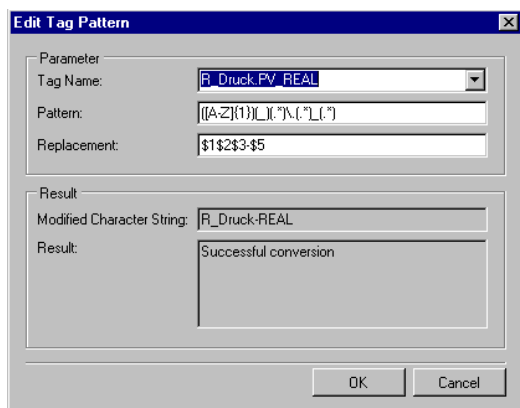 Edit Tag Pattern
Parameter
Tag Name: R_Druck.PV_REAL
Pattern: ([A-Z]{1})(_)(.*)\.(.*)_(.*)
Replacement: $1$2$3-$5
Result
Modified Character String: R_Druck-REAL
Result: Successful conversion
OK Cancel